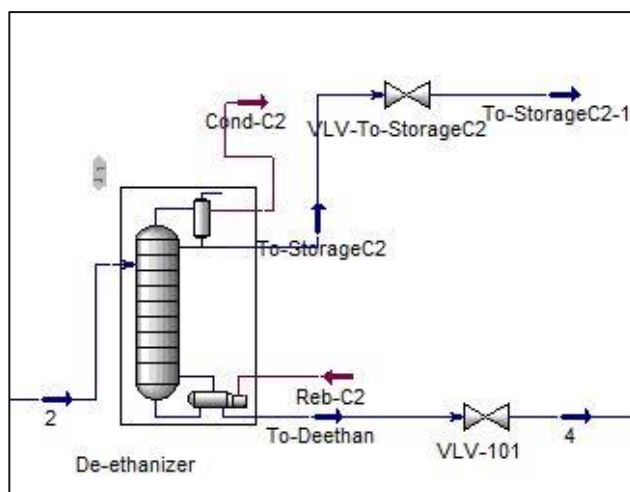 Cond-C2
VLV-To-StorageC2
To-StorageC2-1
To-StorageC2
2
Reb-C2
To-Deethan
VLV-101
4
De-ethanizer